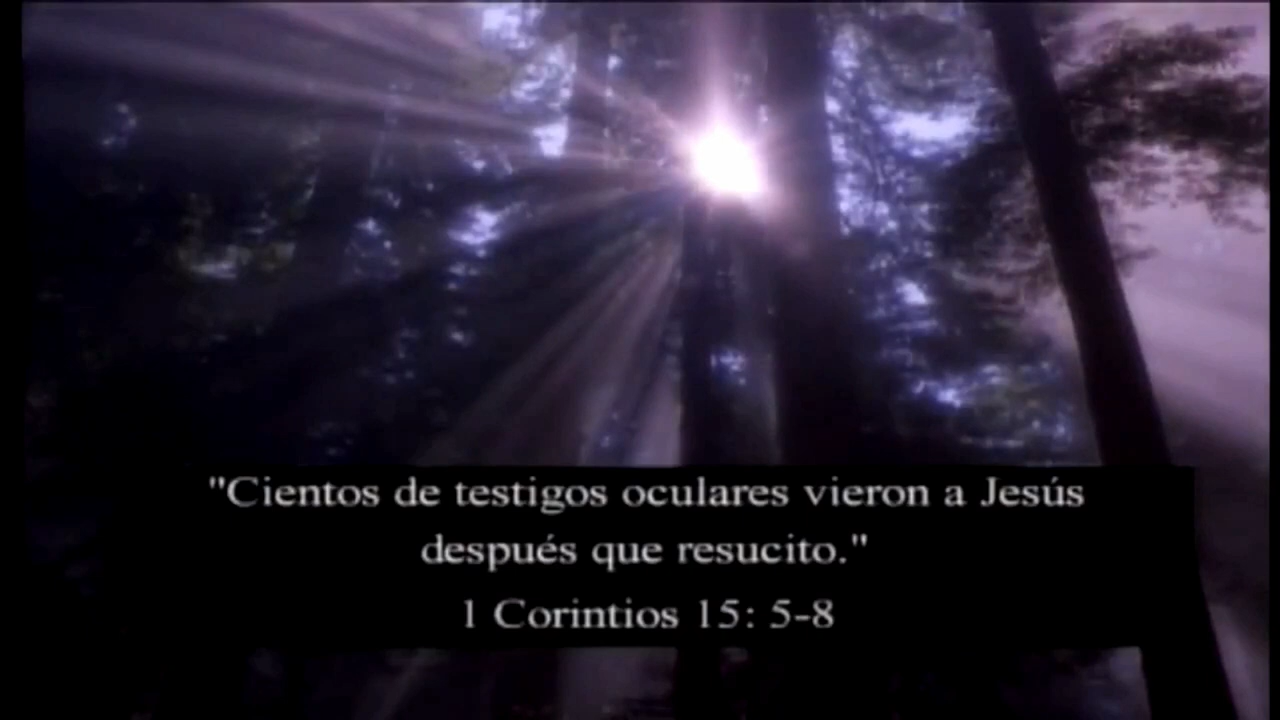 "Cientos de testigos oculares vieron a Jesús
después que resucito."
1 Corintios 15: 5-8